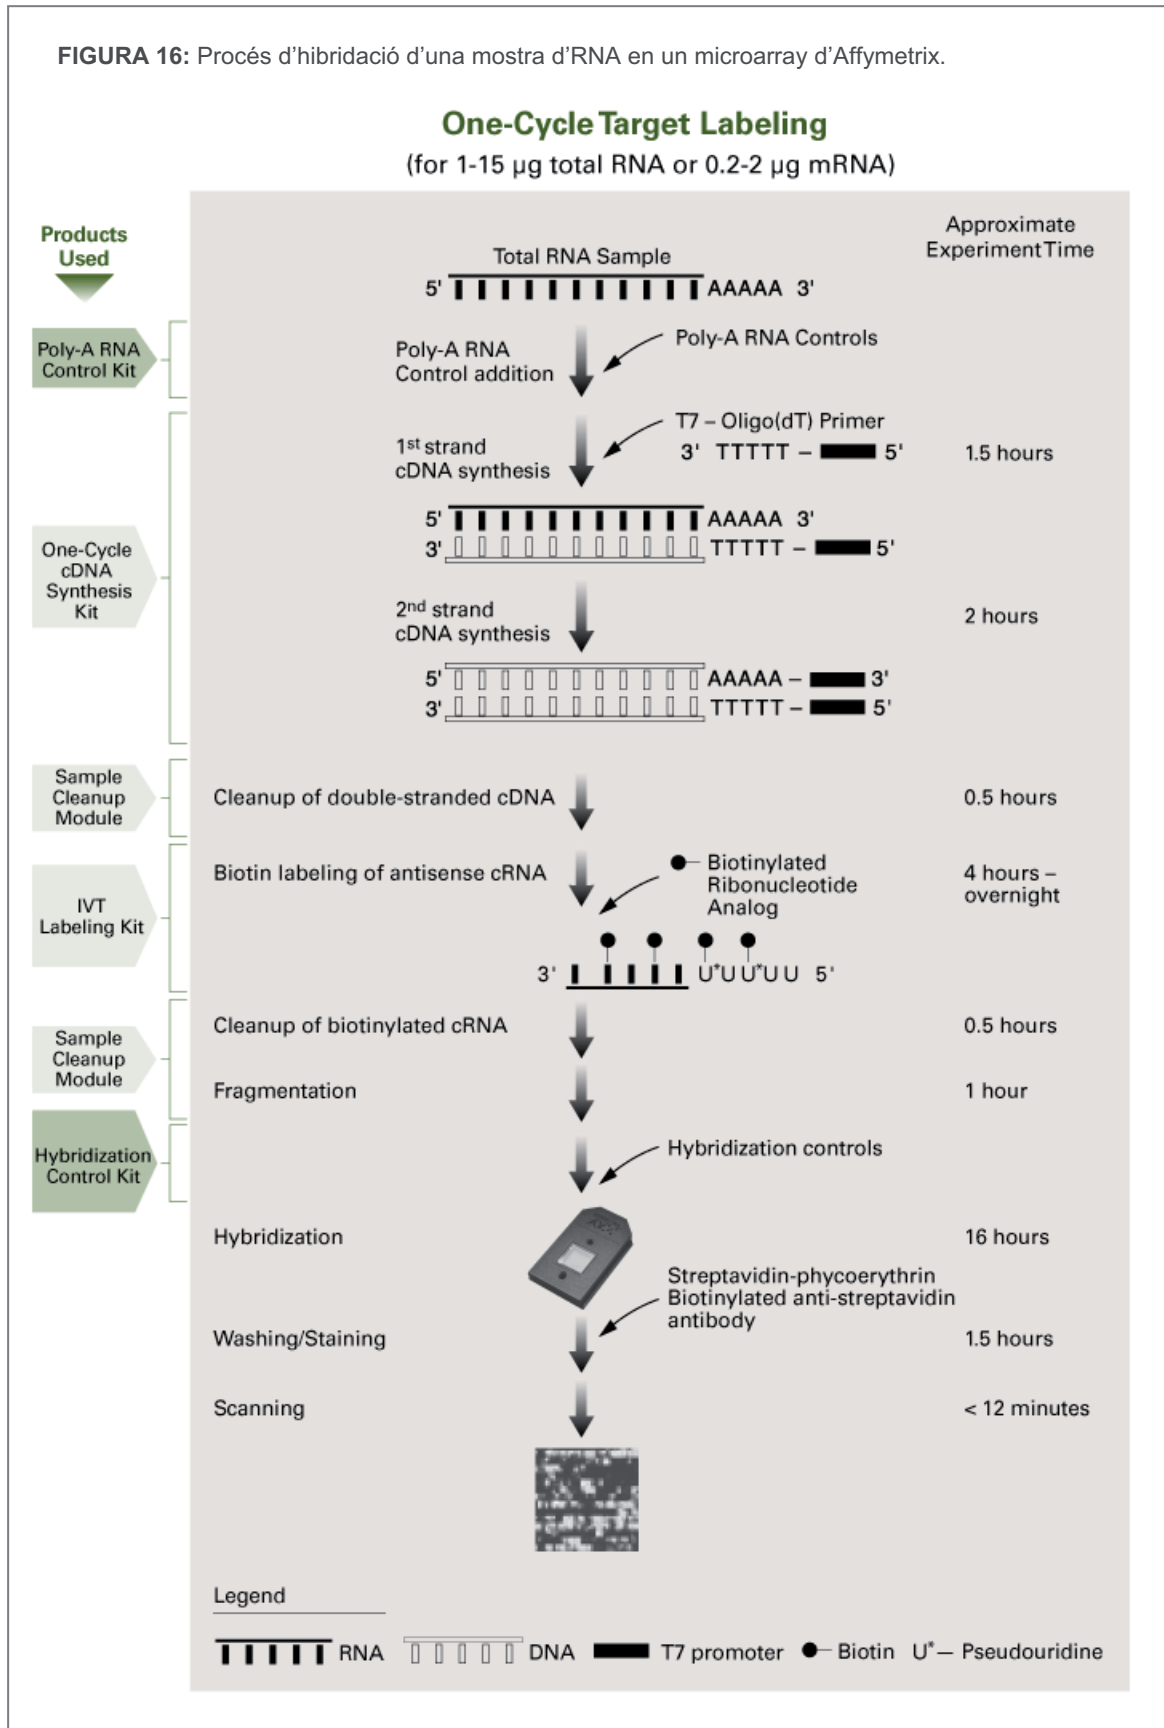 FIGURA 16: Procés d’hibridació d’una mostra d’RNA en un microarray d’Affymetrix.
One-Cycle Target Labeling
(for 1-15 µg total RNA or 0.2-2 µg mRNA)
Products
Used
Approximate
Experiment Time
Total RNA Sample
5' AAAAA 3'
Poly-A RNA
Control Kit
Poly-A RNA
Control addition
Poly-A RNA Controls
T7 – Oligo(dT) Primer
3' TTTTT – 5'
1st strand
cDNA synthesis
1.5 hours
5' AAAAA 3'
3' TTTTT – 5'
One-Cycle
cDNA
Synthesis
Kit
2nd strand
cDNA synthesis
2 hours
5' AAAAA – 3'
3' TTTTT – 5'
Sample
Cleanup
Module
Cleanup of double-stranded cDNA
0.5 hours
IVT
Labeling Kit
Biotin labeling of antisense cRNA
Biotinylated
Ribonucleotide
Analog
4 hours –
overnight
3' U*UU*UU 5'
Sample
Cleanup
Module
Cleanup of biotinylated cRNA
0.5 hours
Fragmentation
1 hour
Hybridization
Control Kit
Hybridization controls
Hybridization
16 hours
Streptavidin-phycoerythrin
Biotinylated anti-streptavidin
antibody
Washing/Staining
1.5 hours
Scanning
< 12 minutes
Legend
RNA DNA T7 promoter Biotin U* — Pseudouridine